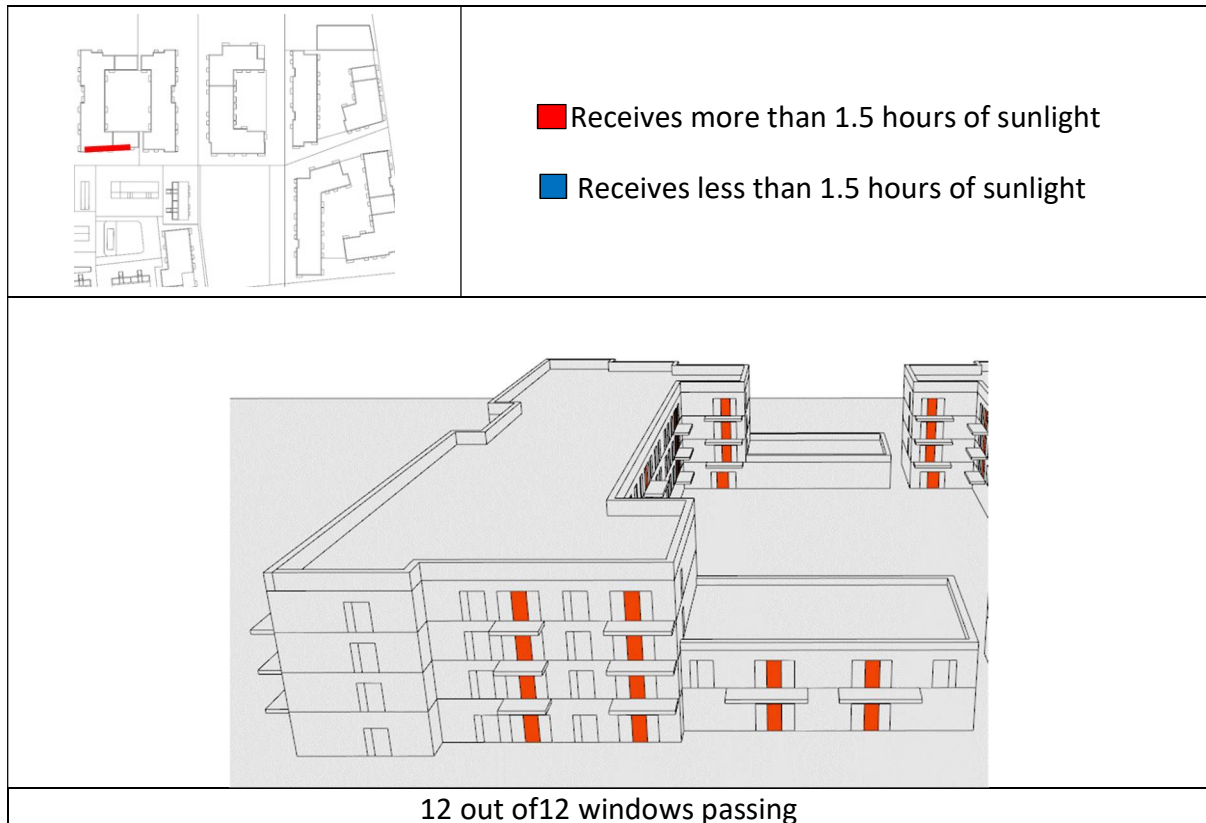 Receives more than 1.5 hours of sunlight
Receives less than 1.5 hours of sunlight
12 out of12 windows passing